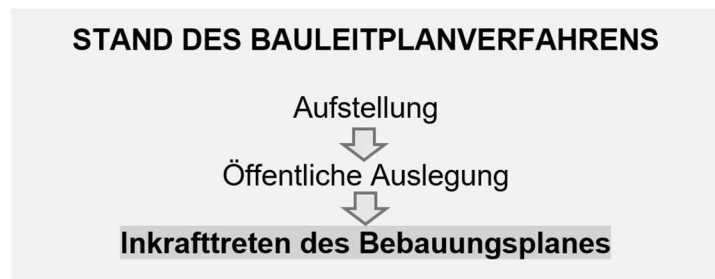 STAND DES BAULEITPLANVERFAHRENS
Aufstellung
Öffentliche Auslegung
Inkrafttreten des Bebauungsplanes